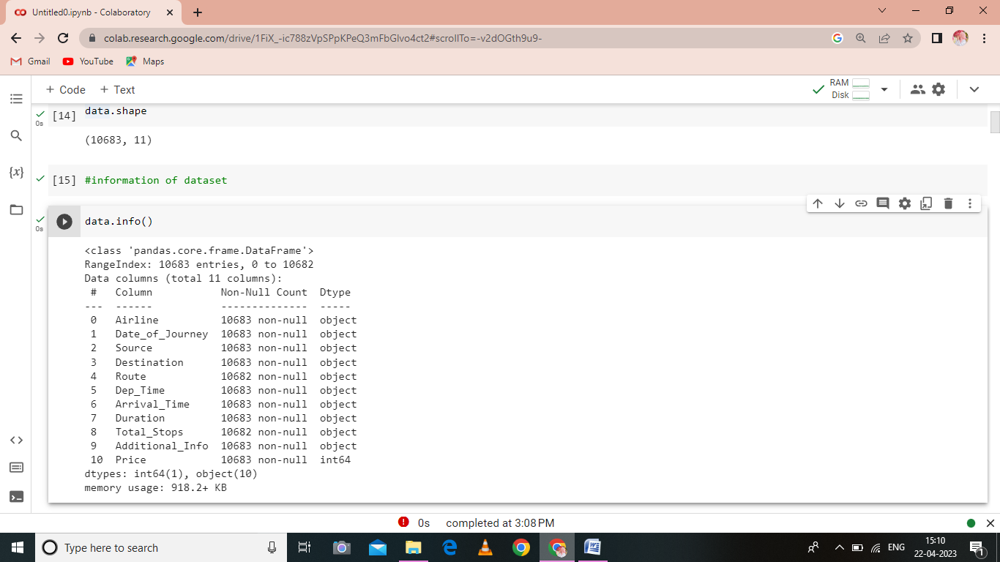 Untitled0.ipynb - Colaboratory
colab.research.google.com/drive/1FiX_-ic788zVpSPpKPeQ3mFbGlvo4ct2#scrollTo=-v2dOGth9u9-
Gmail YouTube Maps
+ Code + Text RAM
Disk
[14] data.shape
0s
(10683, 11)
[15] #information of dataset
data.info()
0s
<class 'pandas.core.frame.DataFrame'>
RangeIndex: 10683 entries, 0 to 10682
Data columns (total 11 columns):
 #   Column           Non-Null Count  Dtype
---  ------           --------------  -----
 0   Airline          10683 non-null  object
 1   Date_of_Journey  10683 non-null  object
 2   Source           10683 non-null  object
 3   Destination      10683 non-null  object
 4   Route            10682 non-null  object
 5   Dep_Time         10683 non-null  object
 6   Arrival_Time     10683 non-null  object
 7   Duration         10683 non-null  object
 8   Total_Stops      10682 non-null  object
 9   Additional_Info  10683 non-null  object
 10  Price            10683 non-null  int64
dtypes: int64(1), object(10)
memory usage: 918.2+ KB
0s completed at 3:08 PM
Type here to search
ENG
15:10
22-04-2023
1